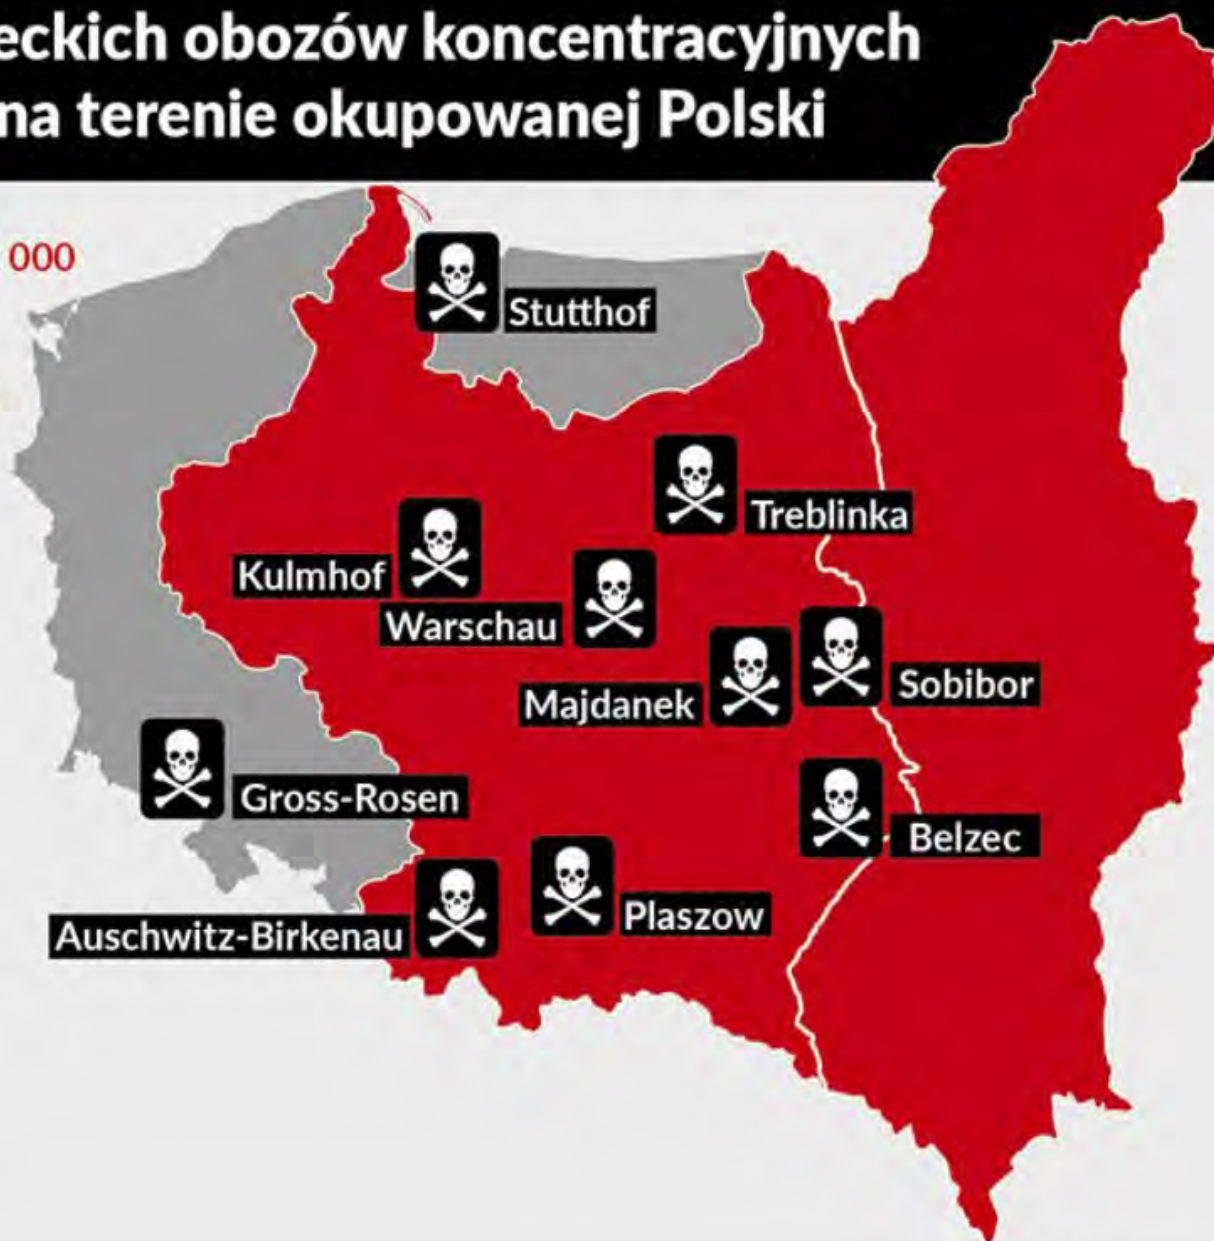 eckich obozów koncentracyjnych
na terenie okupowanej Polski
000
Stutthof
Treblinka
Kulmhof
Warschau
Sobibor
Majdanek
Gross-Rosen
Belzec
Plaszow
Auschwitz-Birkenau